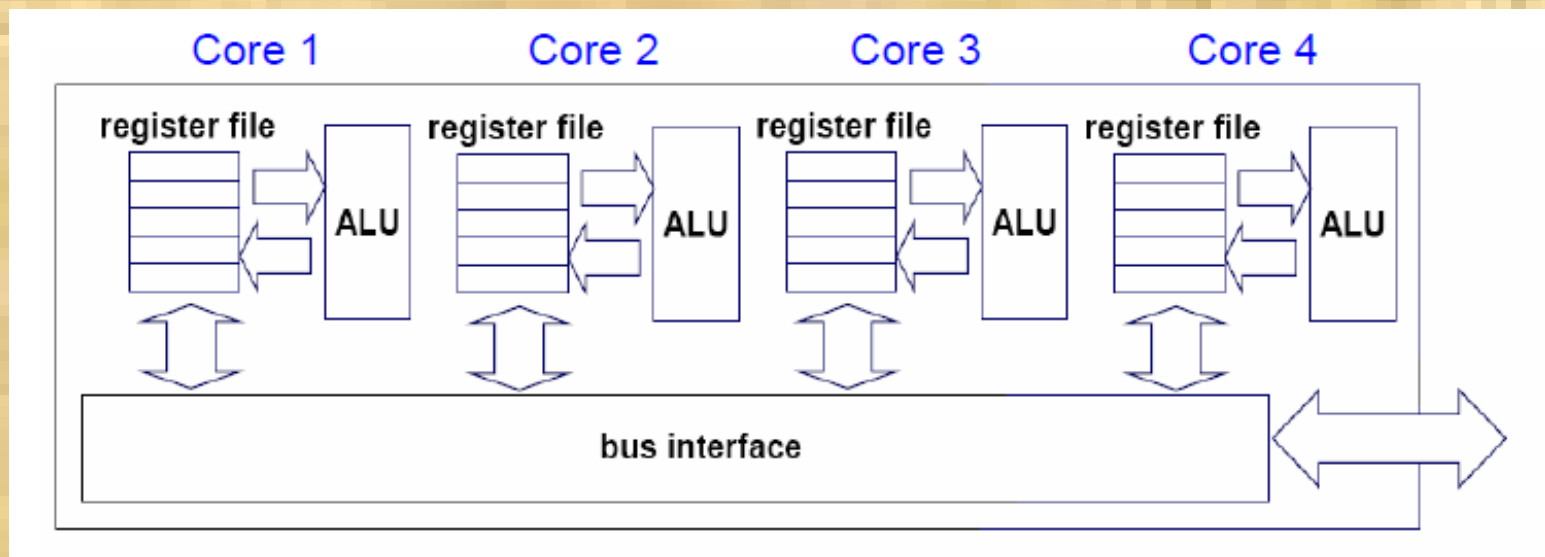 Core 1 Core 2 Core 3 Core 4
register file register file register file register file
ALU ALU ALU ALU
bus interface